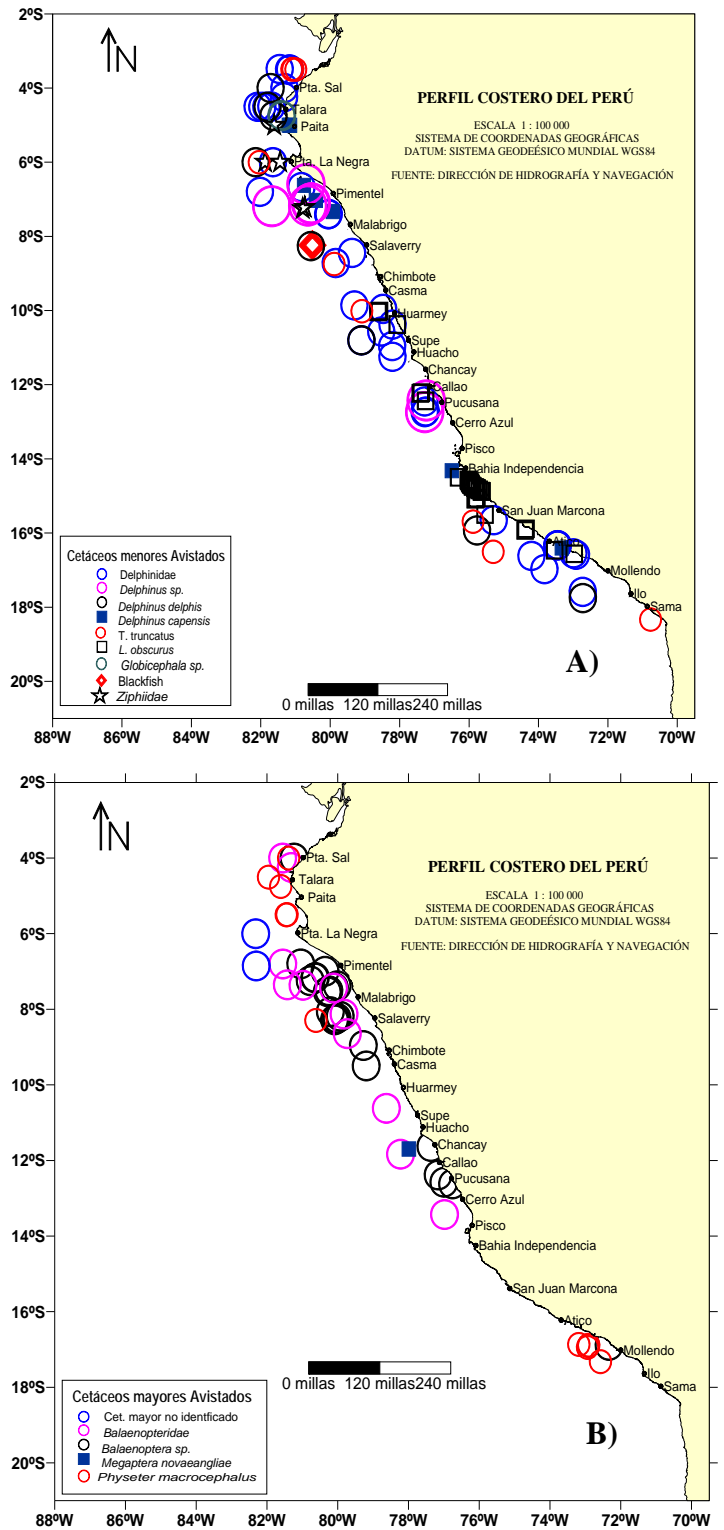 2ºS
4ºS
6ºS
8ºS
10ºS
12ºS
14ºS
16ºS
18ºS
20ºS
N
PERFIL COSTERO DEL PERÚ
ESCALA 1 : 100 000
SISTEMA DE COORDENADAS GEOGRÁFICAS
DATUM: SISTEMA GEODEÉSICO MUNDIAL WGS84
FUENTE: DIRECCIÓN DE HIDROGRAFÍA Y NAVEGACIÓN
Pta. Sal
Talara
Paita
Pta. La Negra
Pimentel
Malabrigo
Salaverry
Chimbote
Casma
Huarmey
Supe
Huacho
Chancay
Callao
Pucusana
Cerro Azul
Pisco
Bahia Independencia
San Juan Marcona
Atico
Mollendo
Ilo
Sama
Cetáceos menores Avistados
Delphinidae
Delphinus sp.
Delphinus delphis
Delphinus capensis
T. truncatus
L. obscurus
Globicephala sp.
Blackfish
Ziphiidae
A)
0 millas 120 millas 240 millas
88ºW 86ºW 84ºW 82ºW 80ºW 78ºW 76ºW 74ºW 72ºW 70ºW
2ºS
4ºS
6ºS
8ºS
10ºS
12ºS
14ºS
16ºS
18ºS
20ºS
N
PERFIL COSTERO DEL PERÚ
ESCALA 1 : 100 000
SISTEMA DE COORDENADAS GEOGRÁFICAS
DATUM: SISTEMA GEODEÉSICO MUNDIAL WGS84
FUENTE: DIRECCIÓN DE HIDROGRAFÍA Y NAVEGACIÓN
Pta. Sal
Talara
Paita
Pta. La Negra
Pimentel
Malabrigo
Salaverry
Chimbote
Casma
Huarmey
Supe
Huacho
Chancay
Callao
Pucusana
Cerro Azul
Pisco
Bahia Independencia
San Juan Marcona
Atico
Mollendo
Ilo
Sama
0 millas 120 millas 240 millas
Cetáceos mayores Avistados
Cet. mayor no identficado
Balaenopteridae
Balaenoptera sp.
Megaptera novaeangliae
Physeter macrocephalus
B)
88ºW 86ºW 84ºW 82ºW 80ºW 78ºW 76ºW 74ºW 72ºW 70ºW